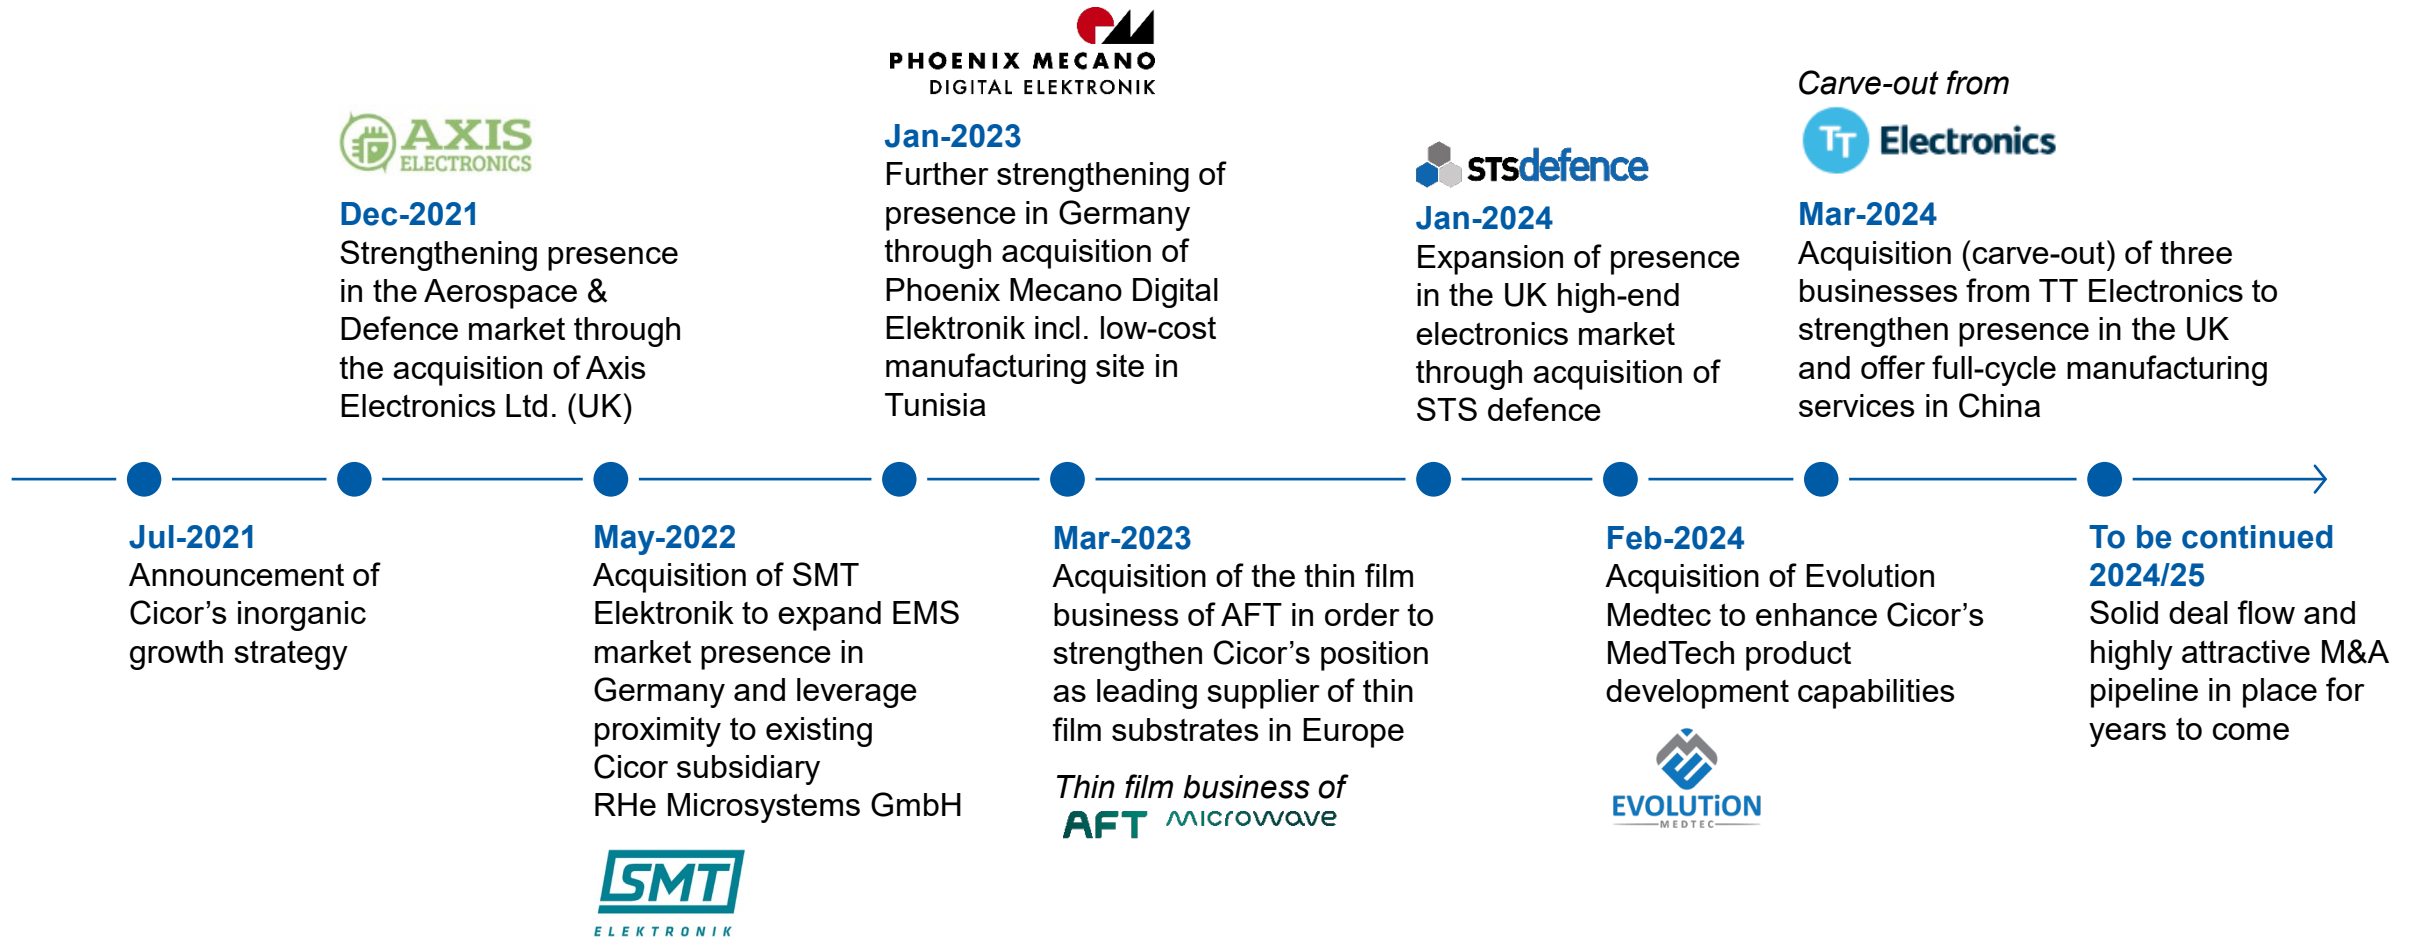 PHOENIX MECANO
DIGITAL ELEKTRONIK
Jan-2023
Further strengthening of
presence in Germany
through acquisition of
Phoenix Mecano Digital
Elektronik incl. low-cost
manufacturing site in
Tunisia
AXIS
ELECTRONICS
Dec-2021
Strengthening presence
in the Aerospace &
Defence market through
the acquisition of Axis
Electronics Ltd. (UK)
STSdefence
Jan-2024
Expansion of presence
in the UK high-end
electronics market
through acquisition of
STS defence
Carve-out from
TT Electronics
Mar-2024
Acquisition (carve-out) of three
businesses from TT Electronics to
strengthen presence in the UK
and offer full-cycle manufacturing
services in China
Jul-2021
Announcement of
Cicor’s inorganic
growth strategy
May-2022
Acquisition of SMT
Elektronik to expand EMS
market presence in
Germany and leverage
proximity to existing
Cicor subsidiary
RHe Microsystems GmbH
SMT
ELEKTRONIK
Mar-2023
Acquisition of the thin film
business of AFT in order to
strengthen Cicor’s position
as leading supplier of thin
film substrates in Europe
Thin film business of
AFT microwave
Feb-2024
Acquisition of Evolution
Medtec to enhance Cicor’s
MedTech product
development capabilities
EVOLUTiON
MEDTEC
To be continued
2024/25
Solid deal flow and
highly attractive M&A
pipeline in place for
years to come